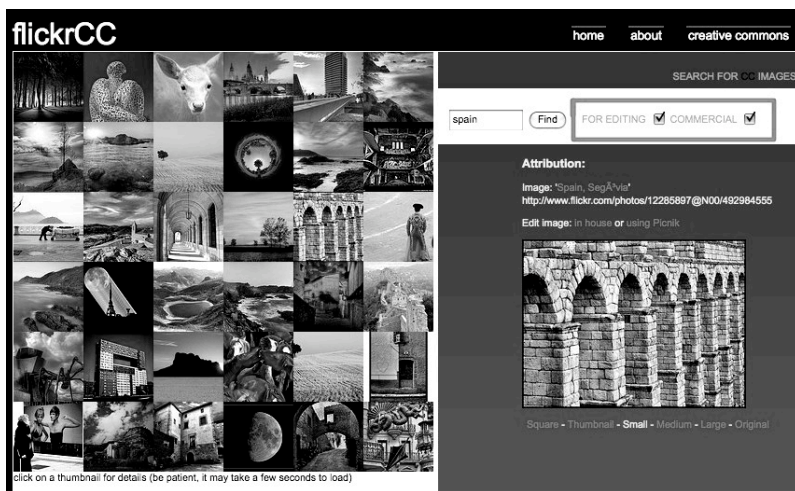 flickrCC
home about creative commons
SEARCH FOR CC IMAGES
spain Find FOR EDITING COMMERCIAL
Attribution:
Image: 'Spain, SegÃ³via'
http://www.flickr.com/photos/12285897@N00/492984555
Edit image: in house or using Picnik
Square - Thumbnail - Small - Medium - Large - Original
click on a thumbnail for details (be patient, it may take a few seconds to load)